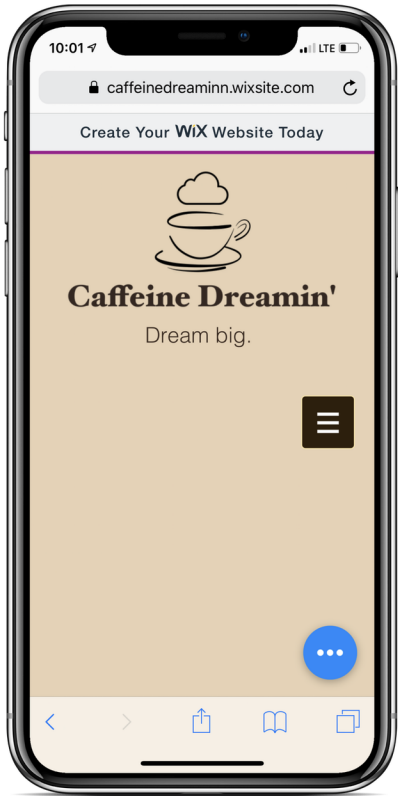 10:01
LTE
caffeinedreaminn.wixsite.com
Create Your WiX Website Today
Caffeine Dreamin'
Dream big.